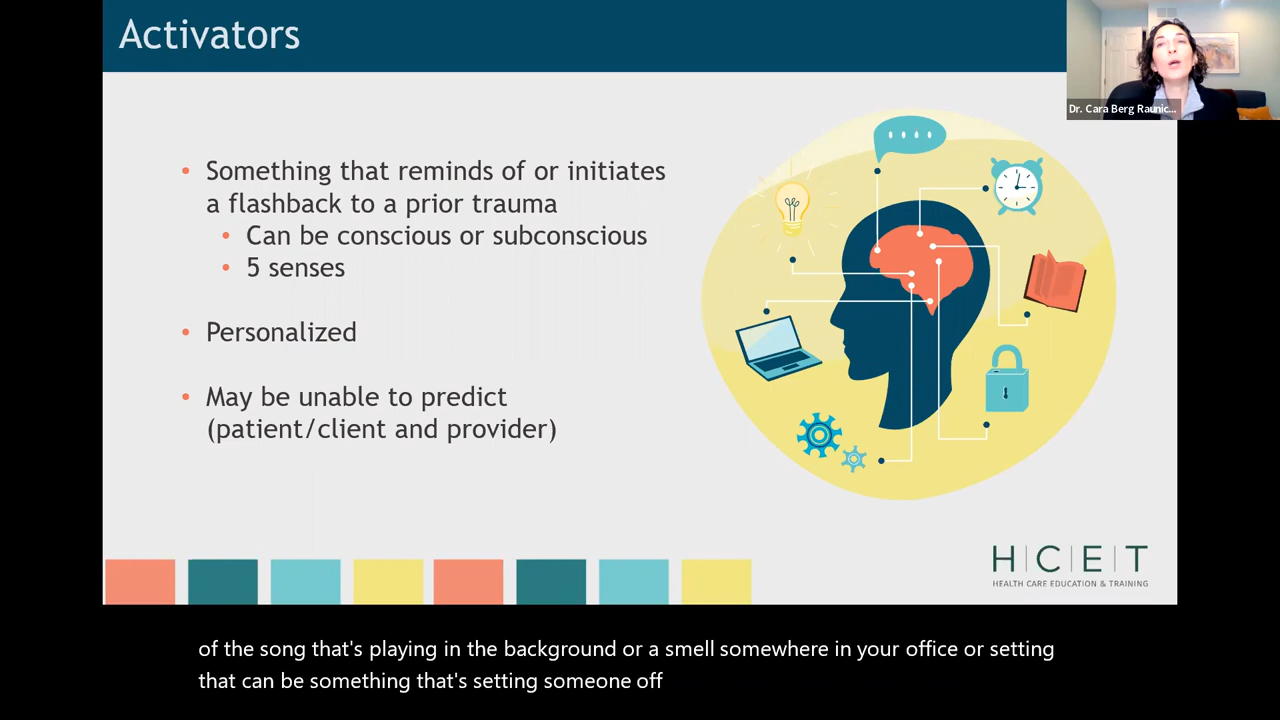 Activators
Dr. Cara Berg Raunic...
• Something that reminds of or initiates
a flashback to a prior trauma
• Can be conscious or subconscious
• 5 senses
• Personalized
• May be unable to predict
(patient/client and provider)
H|C|E|T
HEALTH CARE EDUCATION & TRAINING
of the song that's playing in the background or a smell somewhere in your office or setting
that can be something that's setting someone off